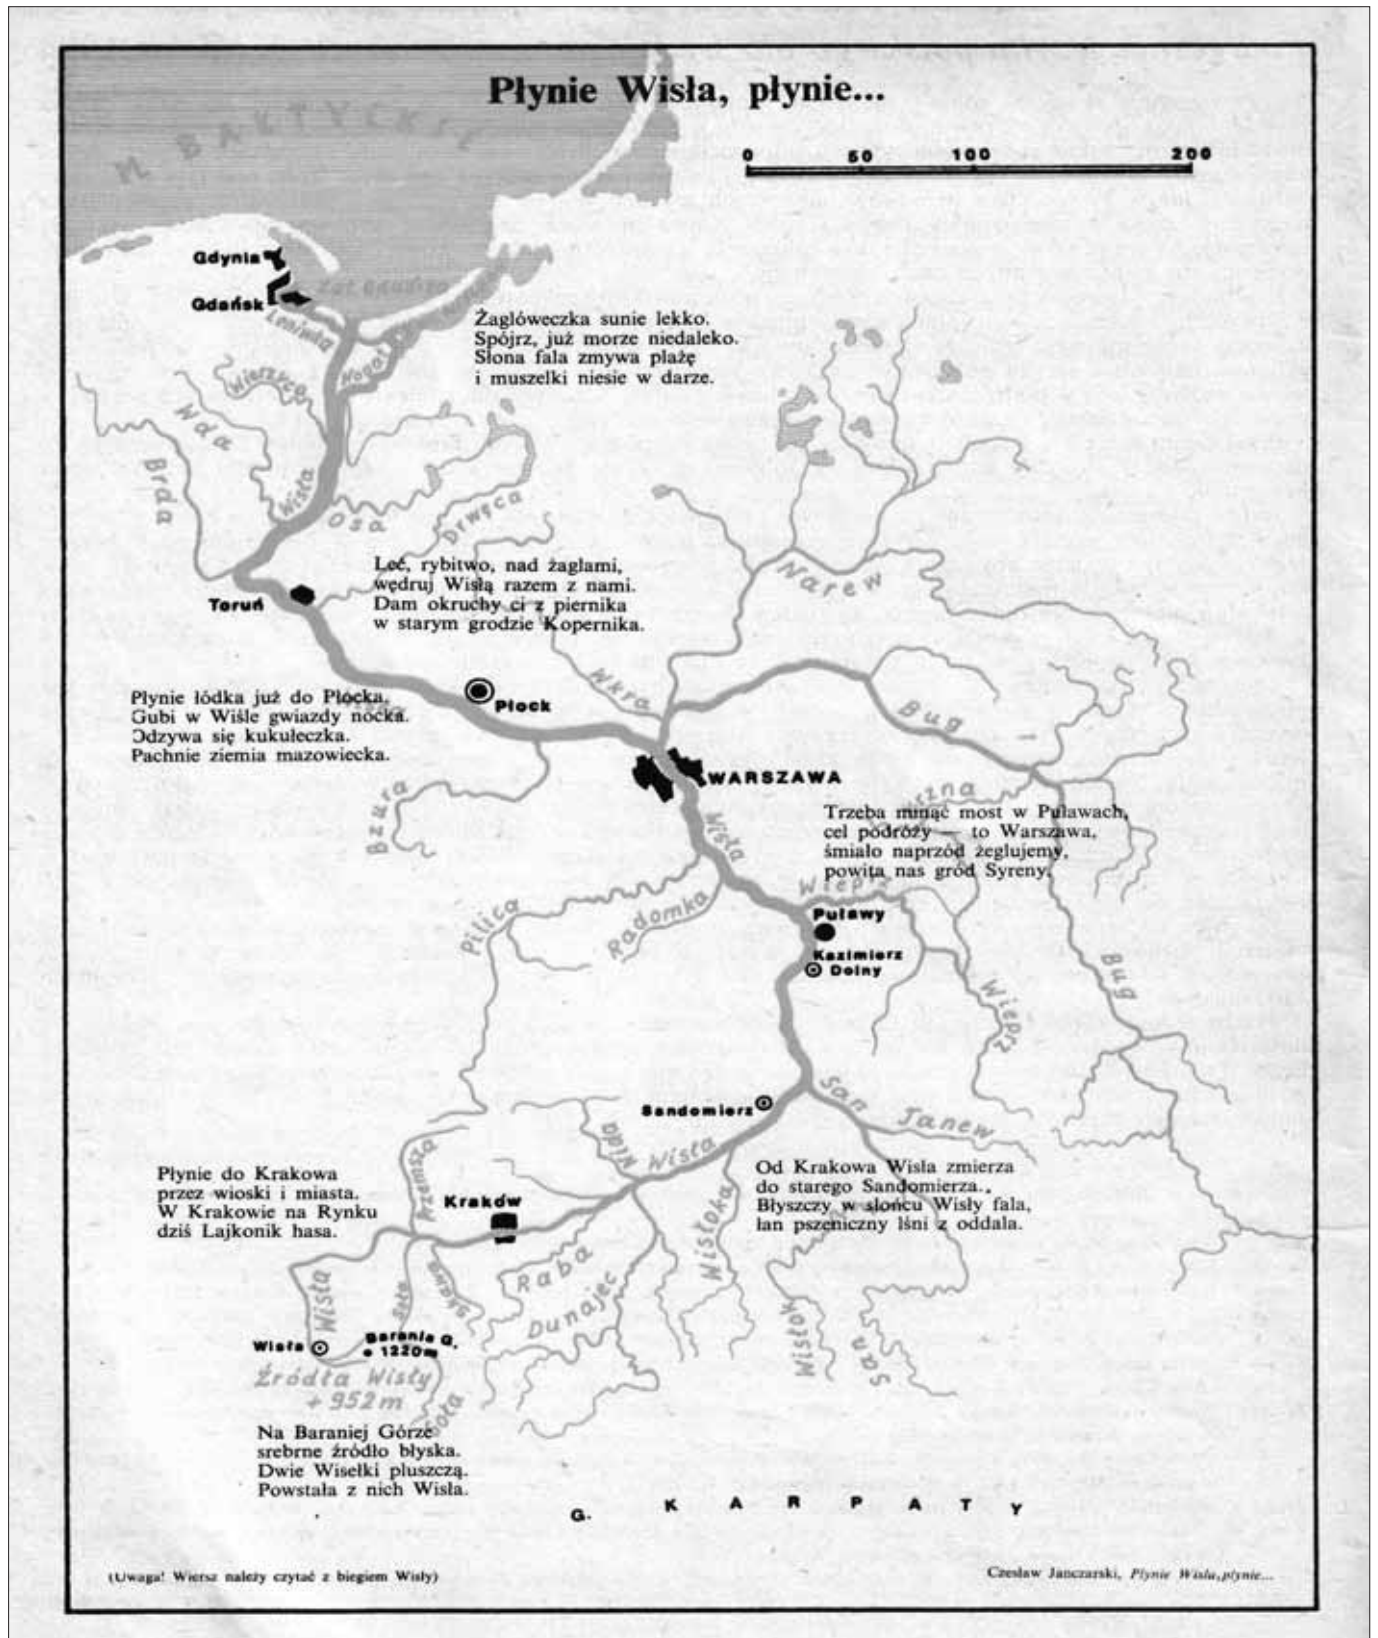 Płynie Wisła, płynie...
M BAŁTYCKIE
0 50 100 200
Gdynia
Gdańsk
Leniwka
Nogat
Żaglóweczka sunie lekko.
Spójrz, już morze niedaleko.
Słona fala zmywa plażę
i muszelki niesie w darze.
Wierzyca
Wda
Brda
Wisła
Osa
Drwęca
Narew
Leć, rybitwo, nad żaglami,
wędruj Wisłą razem z nami.
Dam okruchy ci z piernika
w starym grodzie Kopernika.
Toruń
Wkra
Bug
Płynie łódka już do Płocka.
Gubi w Wiśle gwiazdy nocka.
Odzywa się kukułeczka.
Pachnie ziemia mazowiecka.
Płock
WARSZAWA
Bzura
Wisła
Trzeba minąć most w Puławach,
cel podróży — to Warszawa,
śmiało naprzód żeglujemy,
powita nas gród Syreny.
Pilica
Radomka
Puławy
Kazimierz
Dolny
Wieprz
Bug
Sandomierz
San
Janew
Nida
Wisła
Płynie do Krakowa
przez wioski i miasta.
W Krakowie na Rynku
dziś Lajkonik hasa.
Przemsza
Kraków
Od Krakowa Wisła zmierza
do starego Sandomierza.
Błyszczy w słońcu Wisły fala,
łan pszeniczny lśni z oddala.
Wisłoka
Raba
Dunajec
Wisłok
San
Wisła
Soła
Skawa
Wisła
Barania G.
1220m
Źródła Wisły
+ 952 m
Soła
Na Baraniej Górze
srebrne źródło błyska.
Dwie Wisełki pluszczą.
Powstała z nich Wisła.
G. KARPATY
(Uwaga! Wiersz należy czytać z biegiem Wisły)
Czesław Janczarski, Płynie Wisła, płynie...